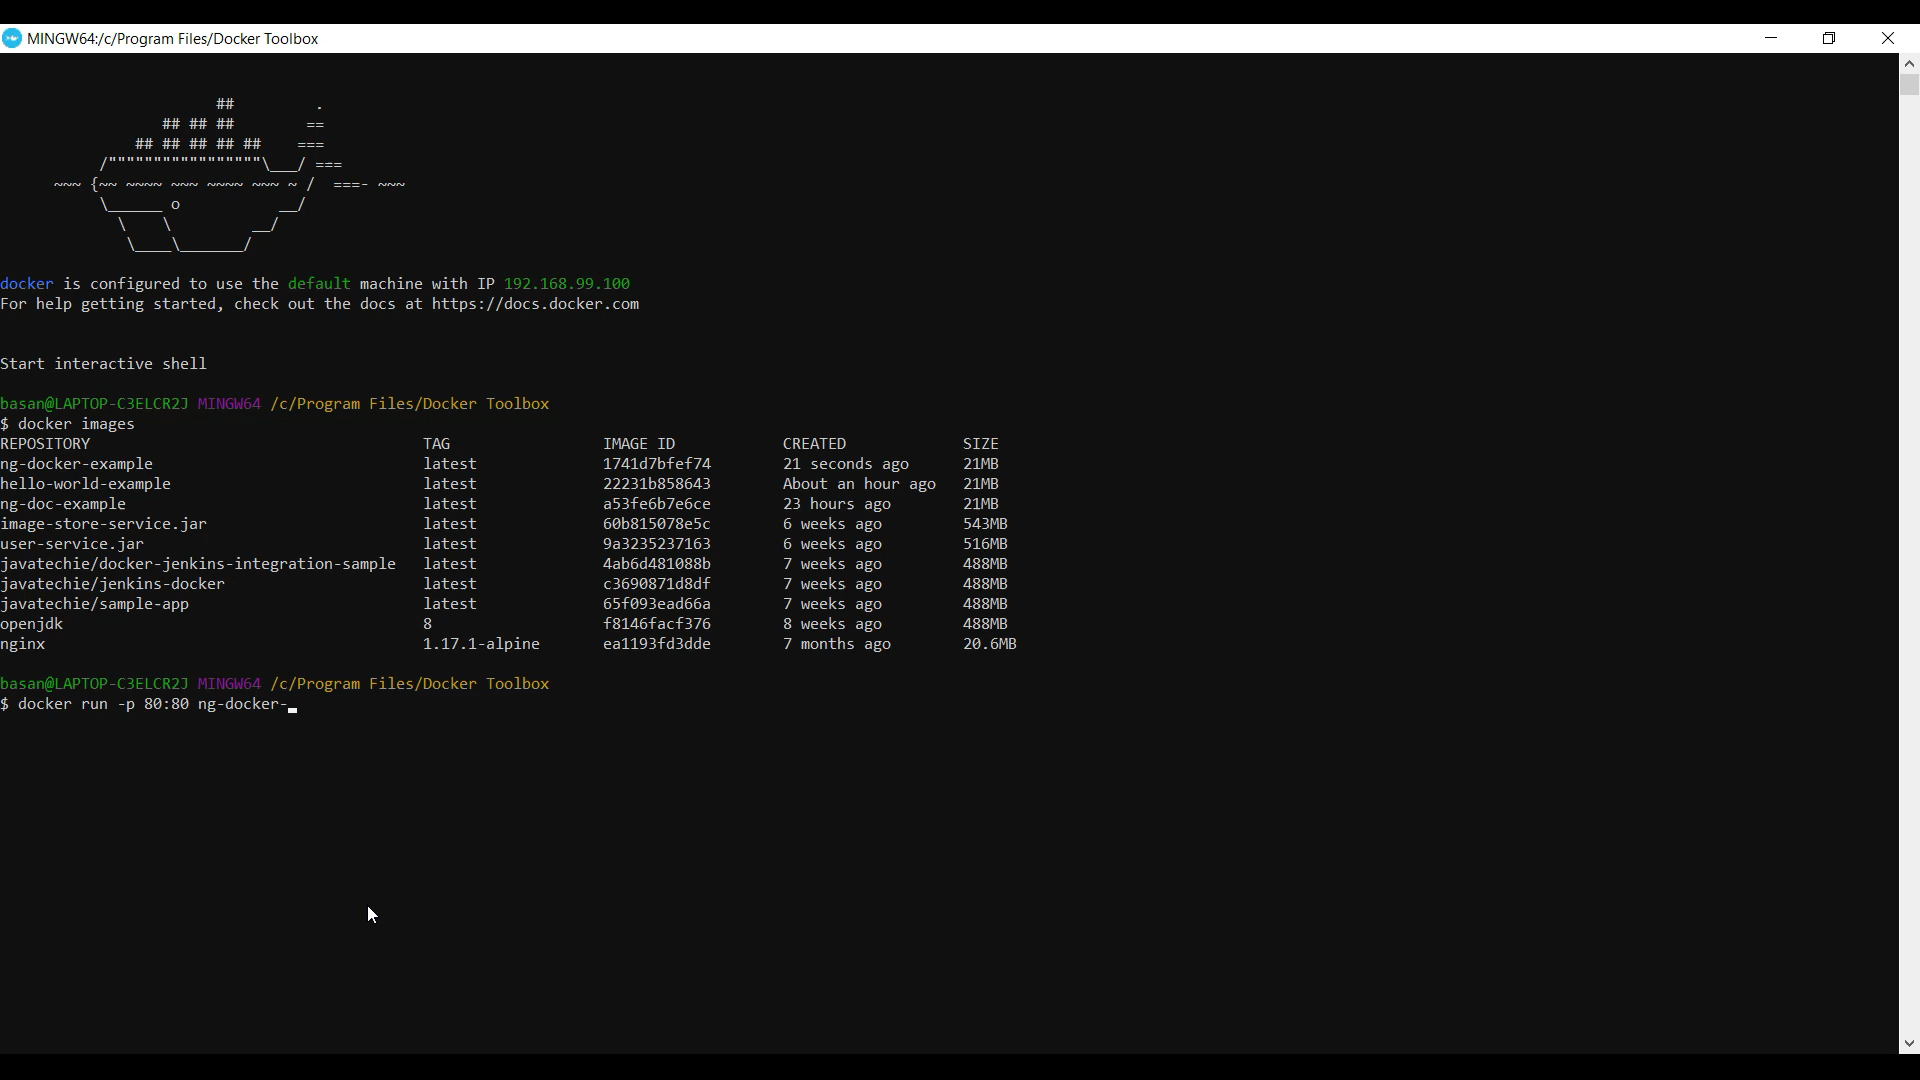 MINGW64:/c/Program Files/Docker Toolbox
                        ##         .
                  ## ## ##        ==
               ## ## ## ## ##    ===
           /"""""""""""""""""\___/ ===
      ~~~ {~~ ~~~~ ~~~ ~~~~ ~~~ ~ /  ===- ~~~
           \______ o           __/
             \    \         __/
              \____\_______/
docker is configured to use the default machine with IP 192.168.99.100
For help getting started, check out the docs at https://docs.docker.com
Start interactive shell
basan@LAPTOP-C3ELCR2J MINGW64 /c/Program Files/Docker Toolbox
$ docker images
REPOSITORY                                     TAG                 IMAGE ID            CREATED             SIZE
ng-docker-example                              latest              1741d7bfef74        21 seconds ago      21MB
hello-world-example                            latest              22231b858643        About an hour ago   21MB
ng-doc-example                                 latest              a53fe6b7e6ce        23 hours ago        21MB
image-store-service.jar                        latest              60b815078e5c        6 weeks ago         543MB
user-service.jar                               latest              9a3235237163        6 weeks ago         516MB
javatechie/docker-jenkins-integration-sample   latest              4ab6d481088b        7 weeks ago         488MB
javatechie/jenkins-docker                      latest              c3690871d8df        7 weeks ago         488MB
javatechie/sample-app                          latest              65f093ead66a        7 weeks ago         488MB
openjdk                                        8                   f8146facf376        8 weeks ago         488MB
nginx                                          1.17.1-alpine       ea1193fd3dde        7 months ago        20.6MB
basan@LAPTOP-C3ELCR2J MINGW64 /c/Program Files/Docker Toolbox
$ docker run -p 80:80 ng-docker-